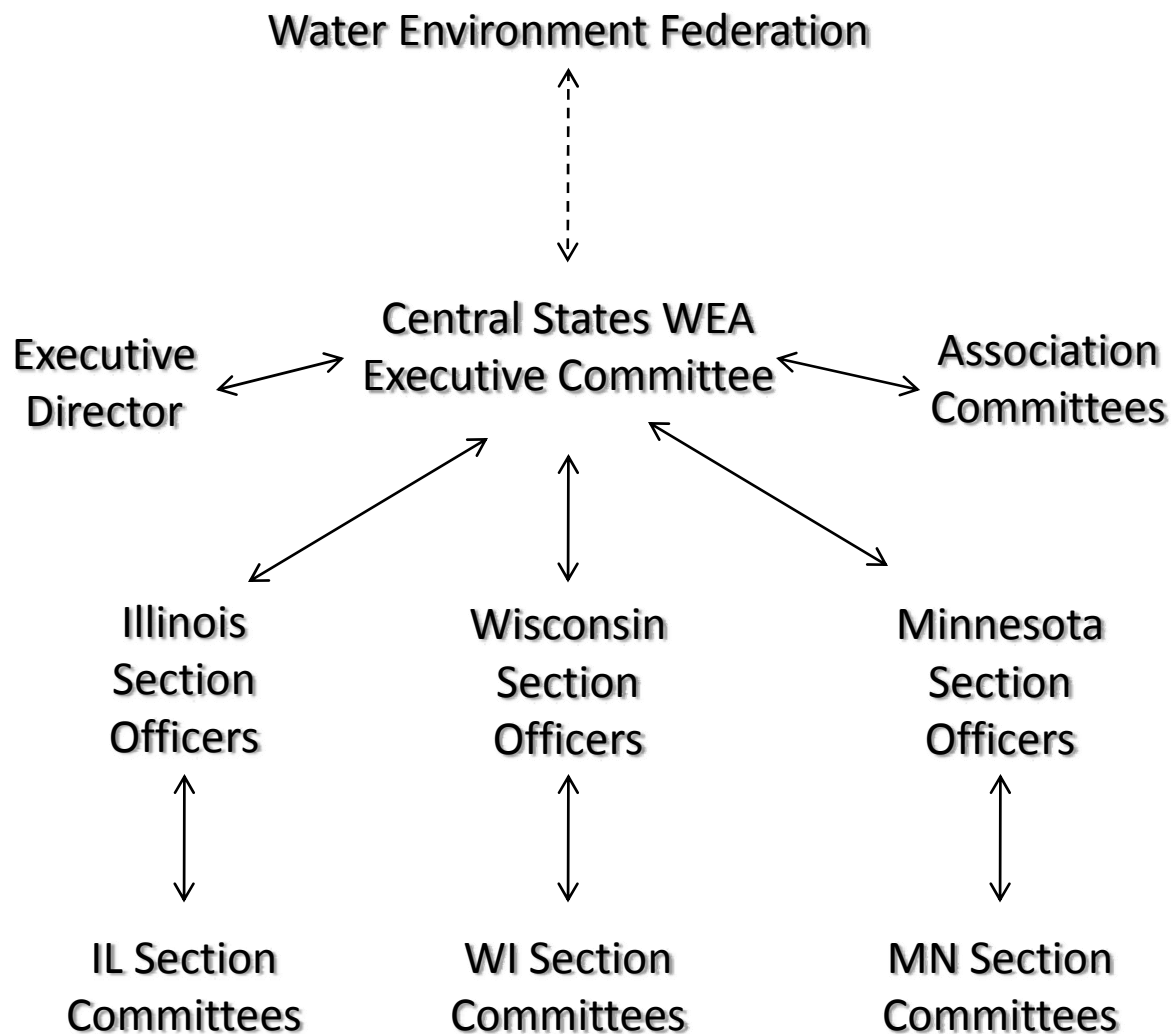 Water Environment Federation
Central States WEA
Executive Committee
Executive
Director
Association
Committees
Illinois
Section
Officers
Wisconsin
Section
Officers
Minnesota
Section
Officers
IL Section
Committees
WI Section
Committees
MN Section
Committees